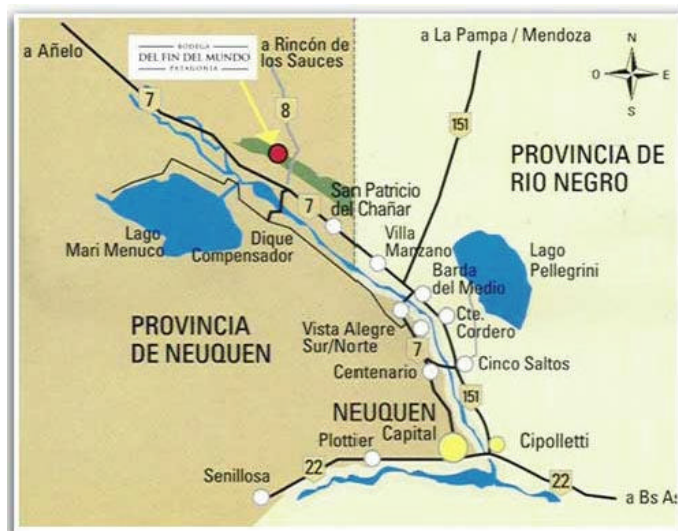 a Añelo
BODEGA
DEL FIN DEL MUNDO
PATAGONIA
a Rincón de
los Sauces
a La Pampa / Mendoza
N
O
E
S
7
8
151
PROVINCIA DE
RIO NEGRO
San Patricio
del Chañar
7
Lago
Mari Menuco
Dique
Compensador
Villa
Manzano
Lago
Pellegrini
Barda
del Medio
Cte.
Cordero
PROVINCIA
DE NEUQUEN
Vista Alegre
Sur/Norte
7
Centenario
Cinco Saltos
151
NEUQUEN
Capital
Cipolletti
Plottier
22
Senillosa
22
a Bs As